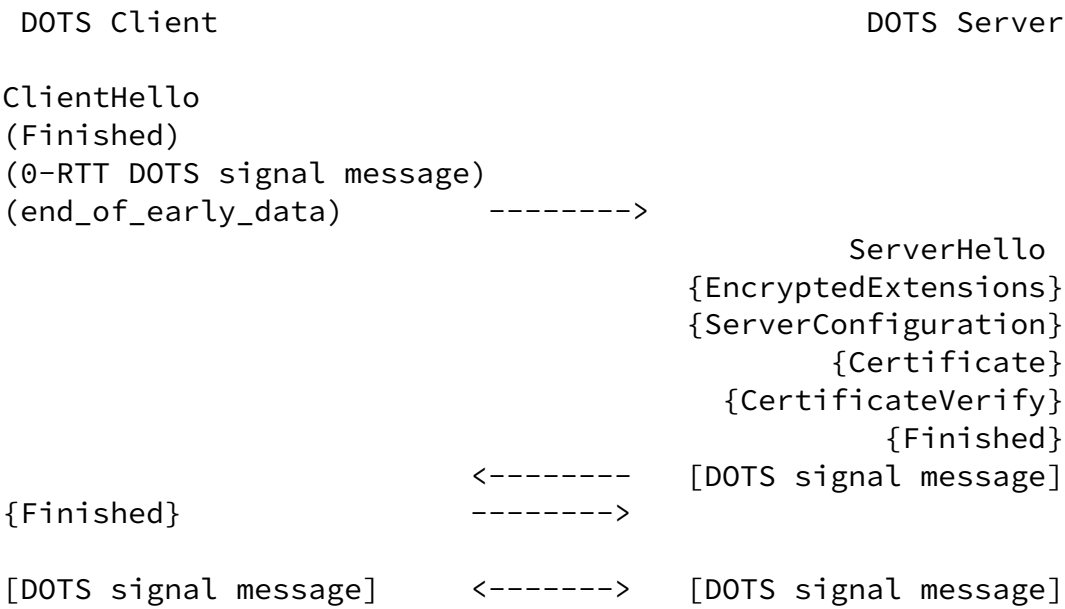 DOTS Client                                    DOTS Server

ClientHello
(Finished)
(0-RTT DOTS signal message)
(end_of_early_data)        -------->
                                               ServerHello
                                      {EncryptedExtensions}
                                      {ServerConfiguration}
                                              {Certificate}
                                        {CertificateVerify}
                                                 {Finished}
                          <--------   [DOTS signal message]
{Finished}                -------->

[DOTS signal message]     <------->   [DOTS signal message]